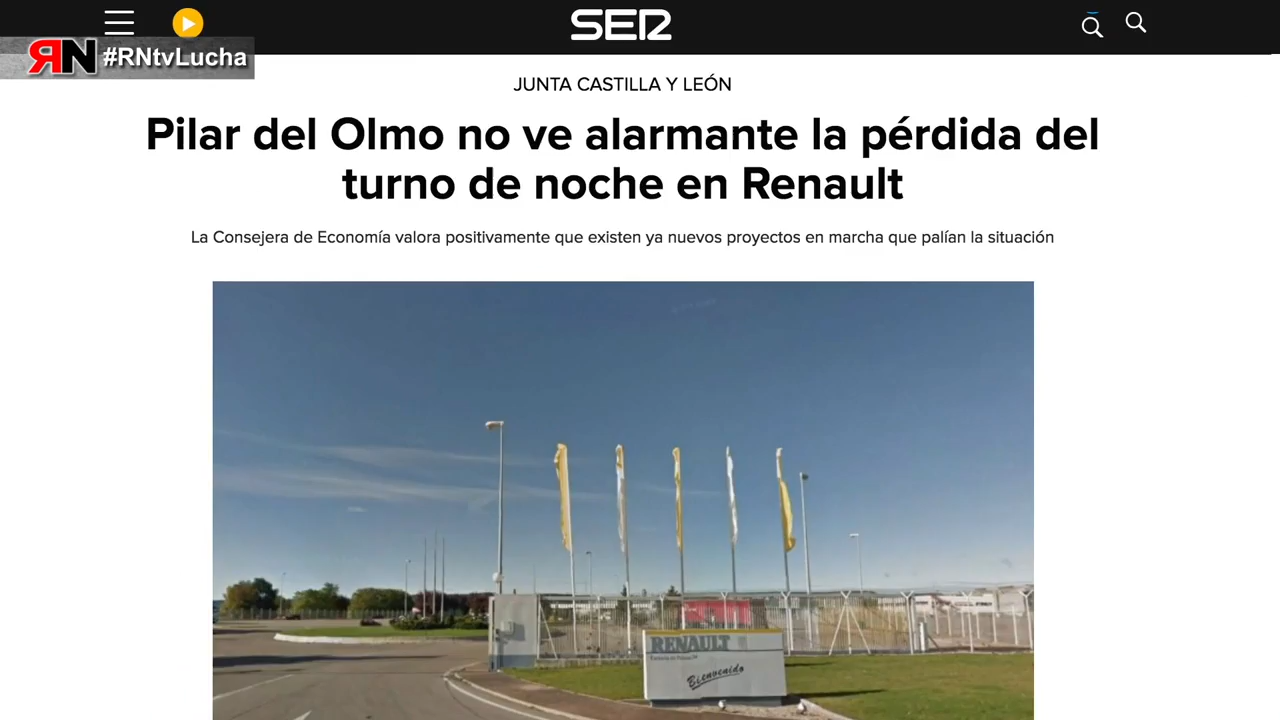 SER
RN #RNtvLucha
JUNTA CASTILLA Y LEÓN
Pilar del Olmo no ve alarmante la pérdida del
turno de noche en Renault
La Consejera de Economía valora positivamente que existen ya nuevos proyectos en marcha que palían la situación
RENAULT
Bienvenido